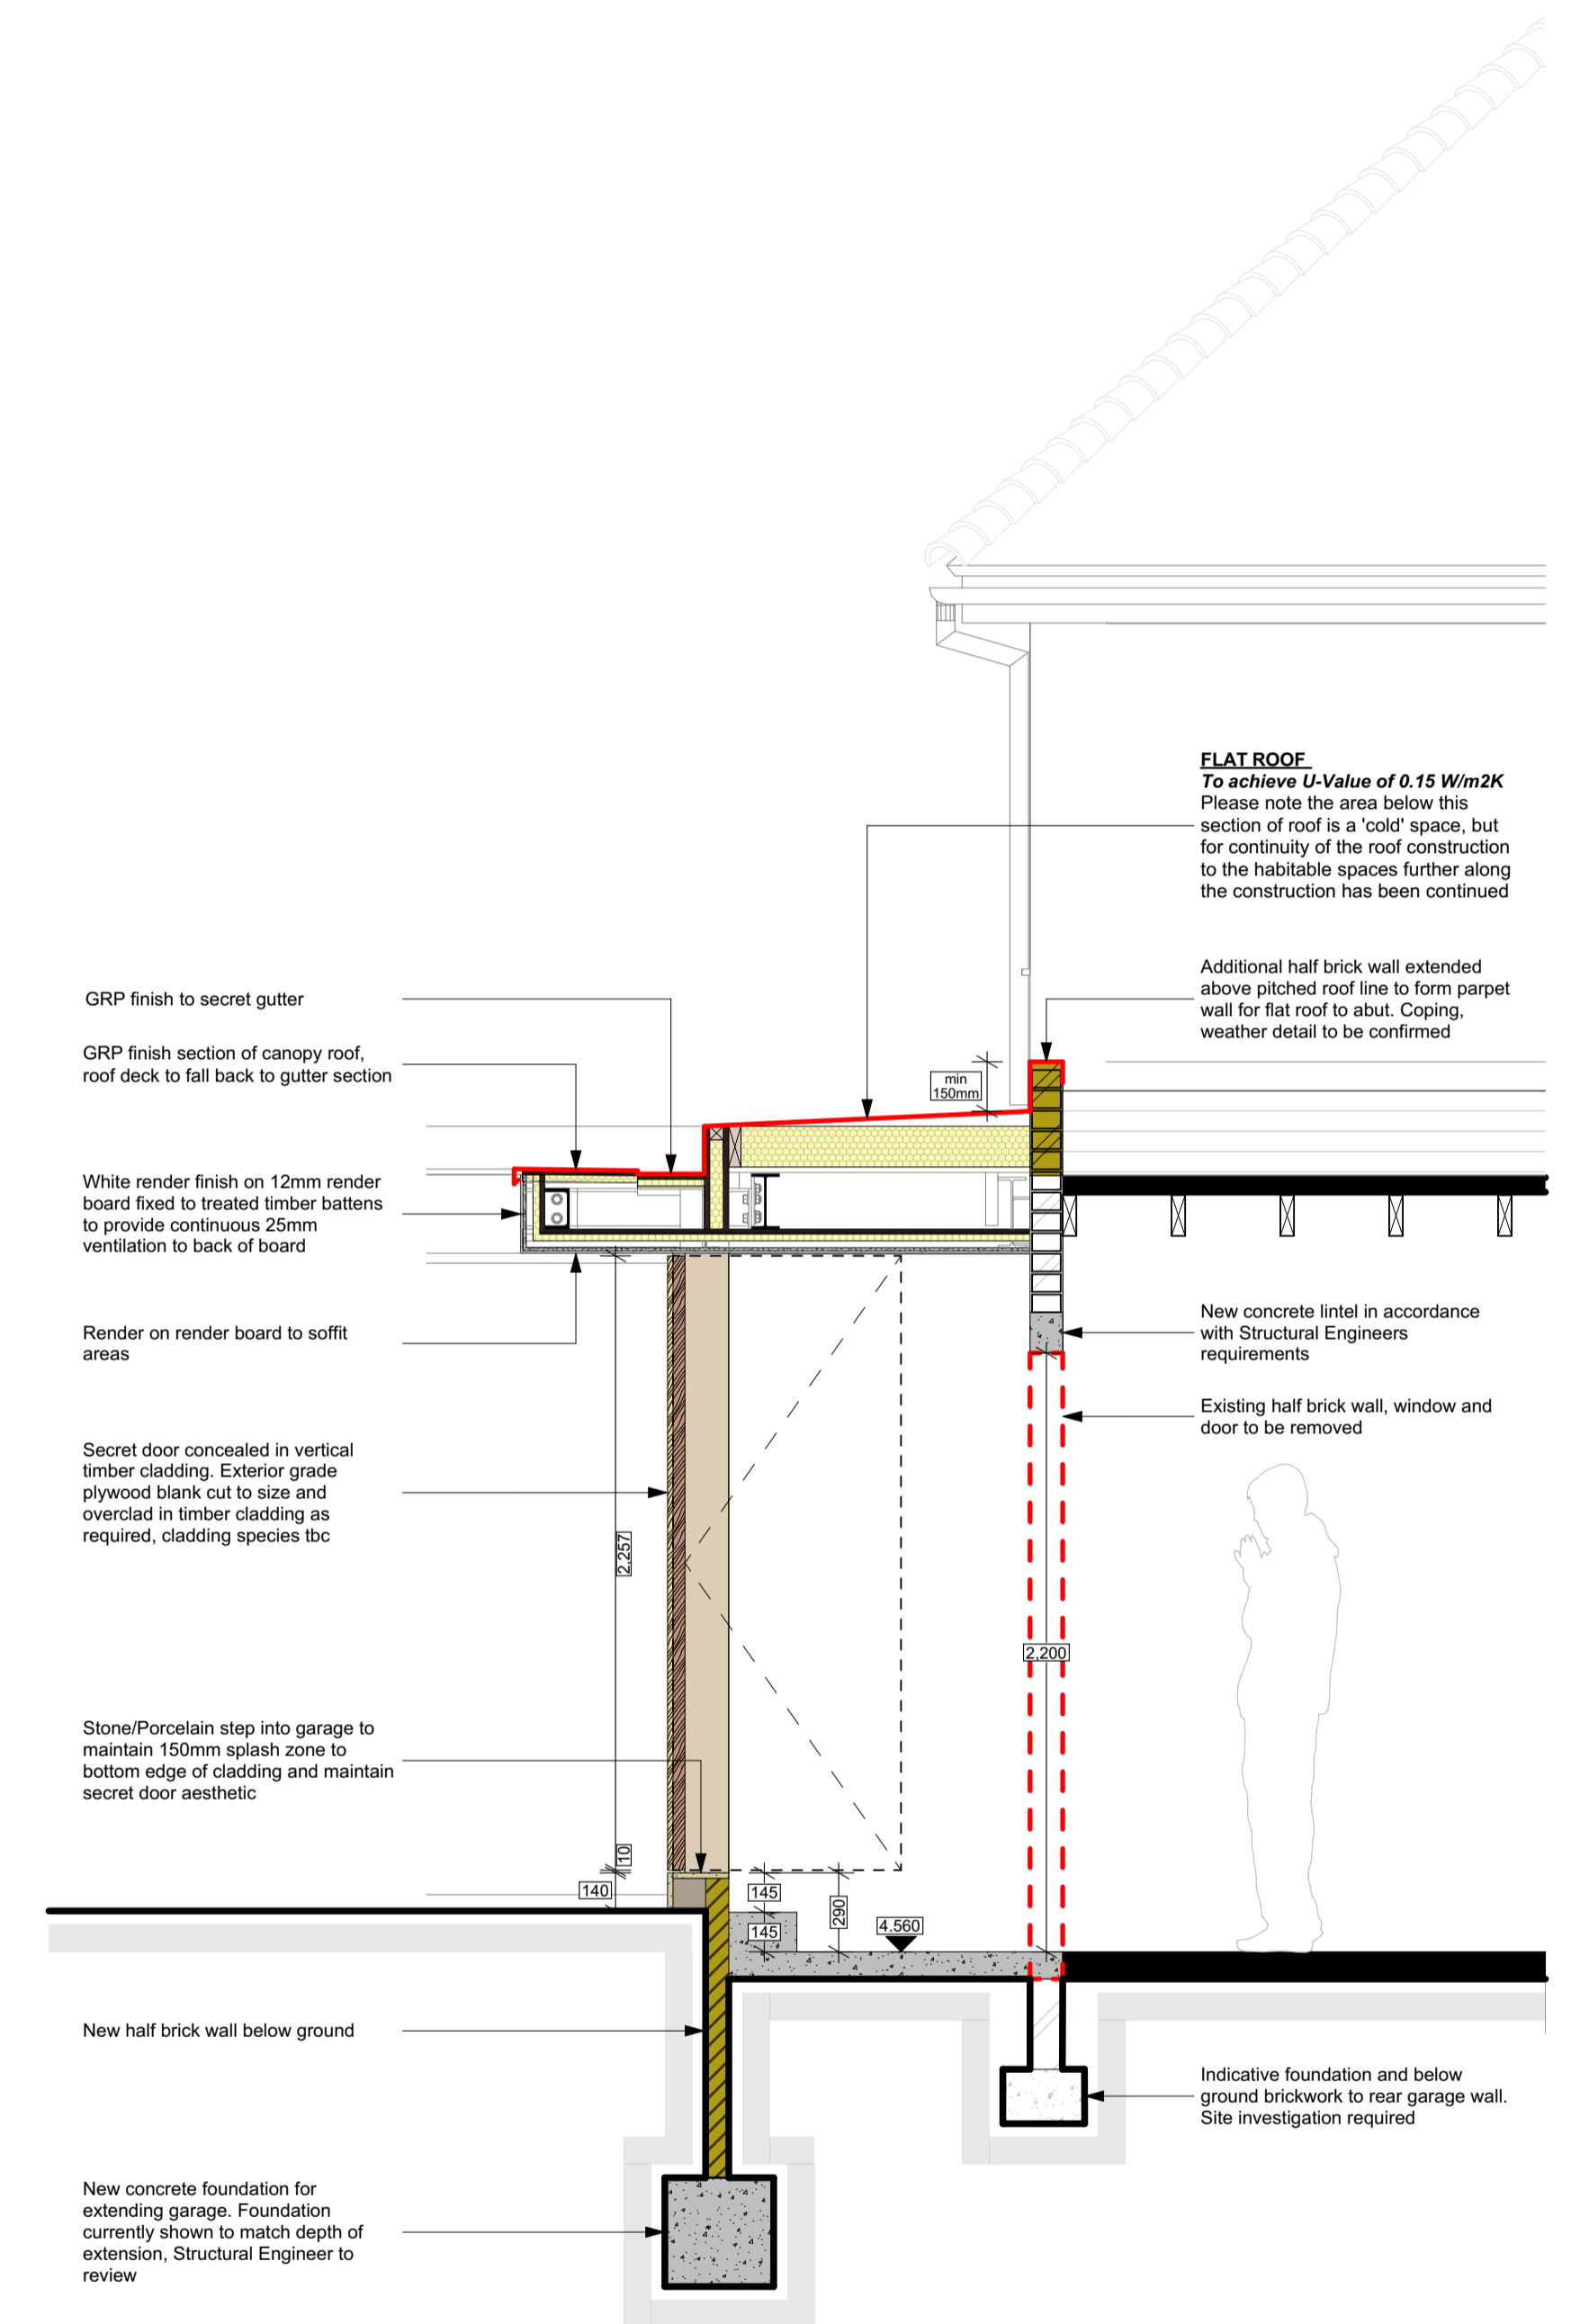 FLAT ROOF
To achieve U-Value of 0.15 W/m2K
Please note the area below this
section of roof is a 'cold' space, but
for continuity of the roof construction
to the habitable spaces further along
the construction has been continued
Additional half brick wall extended
above pitched roof line to form parpet
wall for flat roof to abut. Coping,
weather detail to be confirmed
GRP finish to secret gutter
GRP finish section of canopy roof,
roof deck to fall back to gutter section
min
150mm
White render finish on 12mm render
board fixed to treated timber battens
to provide continuous 25mm
ventilation to back of board
Render on render board to soffit
areas
New concrete lintel in accordance
with Structural Engineers
requirements
Existing half brick wall, window and
door to be removed
Secret door concealed in vertical
timber cladding. Exterior grade
plywood blank cut to size and
overclad in timber cladding as
required, cladding species tbc
2,257
2,200
Stone/Porcelain step into garage to
maintain 150mm splash zone to
bottom edge of cladding and maintain
secret door aesthetic
10
140
145
290
145
4.560
New half brick wall below ground
Indicative foundation and below
ground brickwork to rear garage wall.
Site investigation required
New concrete foundation for
extending garage. Foundation
currently shown to match depth of
extension, Structural Engineer to
review